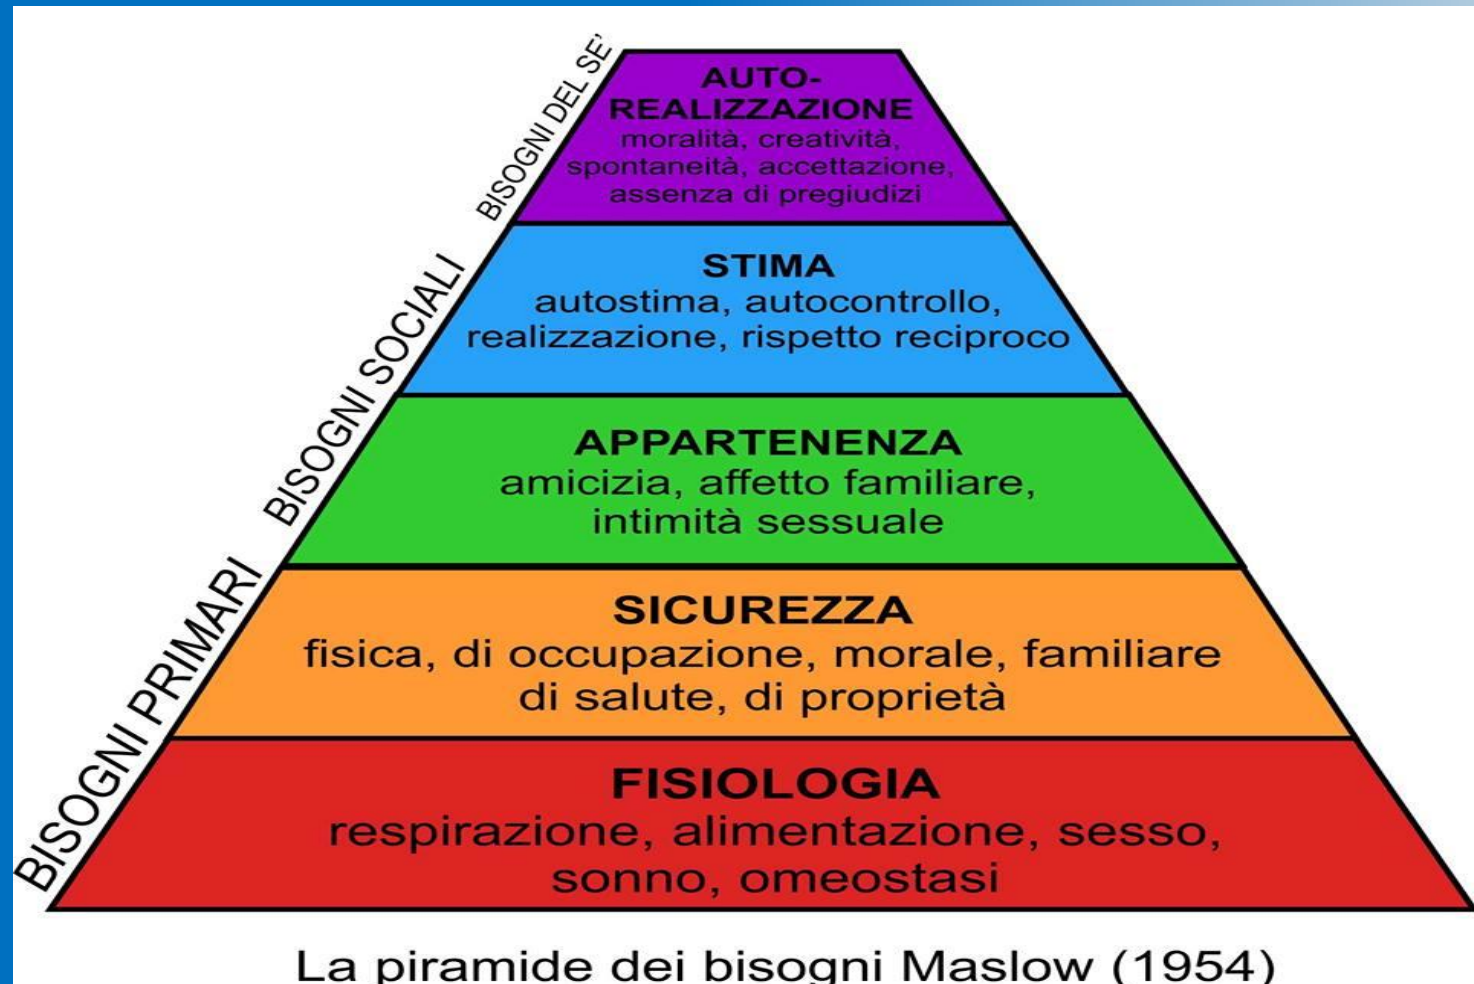 BISOGNI DEL SE’
AUTO-
REALIZZAZIONE
moralità, creatività,
spontaneità, accettazione,
assenza di pregiudizi
BISOGNI SOCIALI
STIMA
autostima, autocontrollo,
realizzazione, rispetto reciproco
APPARTENENZA
amicizia, affetto familiare,
intimità sessuale
BISOGNI PRIMARI
SICUREZZA
fisica, di occupazione, morale, familiare
di salute, di proprietà
FISIOLOGIA
respirazione, alimentazione, sesso,
sonno, omeostasi
La piramide dei bisogni Maslow (1954)